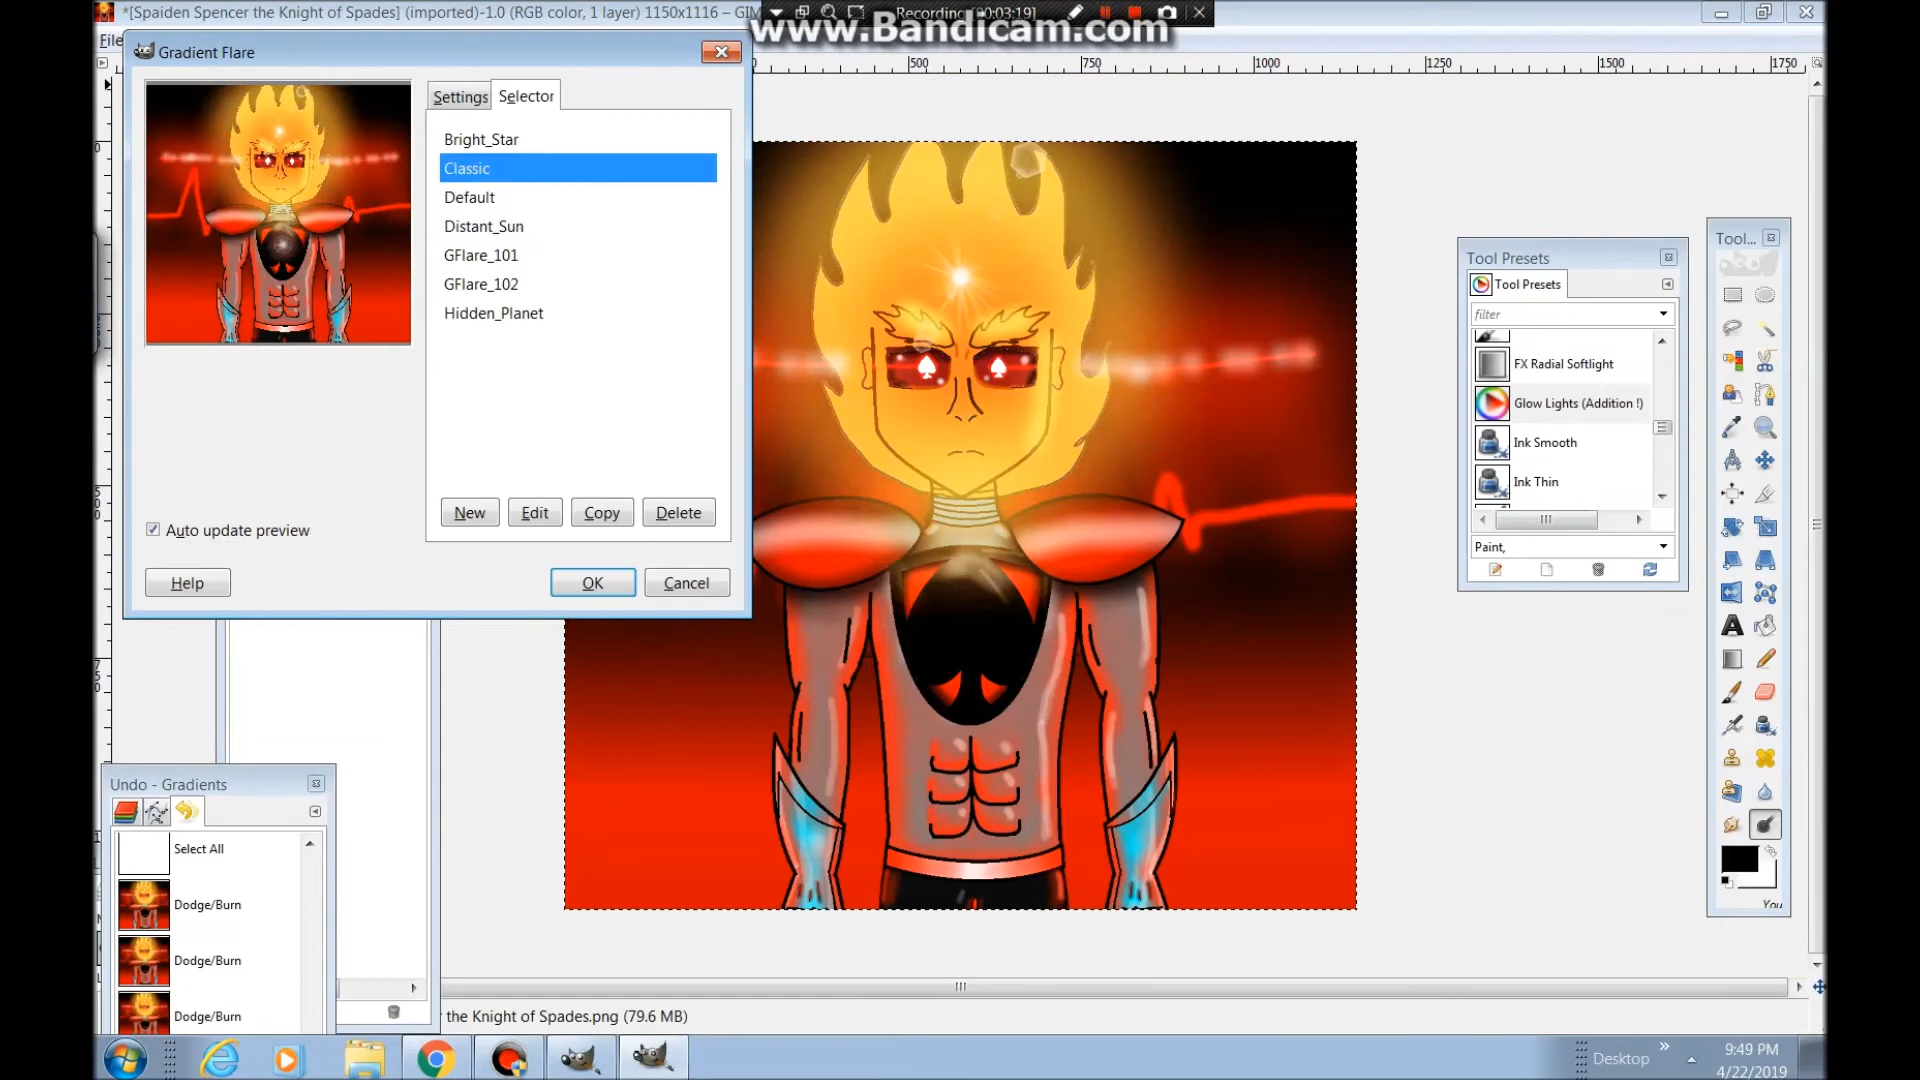 *[Spaiden Spencer the Knight of Spades] (imported)-1.0 (RGB color, 1 layer) 1150x1116 – GIM
Recording [00:03:19]
www.Bandicam.com
File
Gradient Flare
500
750
1000
1250
1500
1750
Settings
Selector
Bright_Star
Classic
Default
Distant_Sun
GFlare_101
GFlare_102
Hidden_Planet
New
Edit
Copy
Delete
Auto update preview
Help
OK
Cancel
Tool Presets
Tool Presets
filter
FX Radial Softlight
Glow Lights (Addition !)
Ink Smooth
Ink Thin
Paint,
Tool...
You
Undo - Gradients
Select All
Dodge/Burn
Dodge/Burn
Dodge/Burn
r the Knight of Spades.png (79.6 MB)
Desktop
9:49 PM
4/22/2019